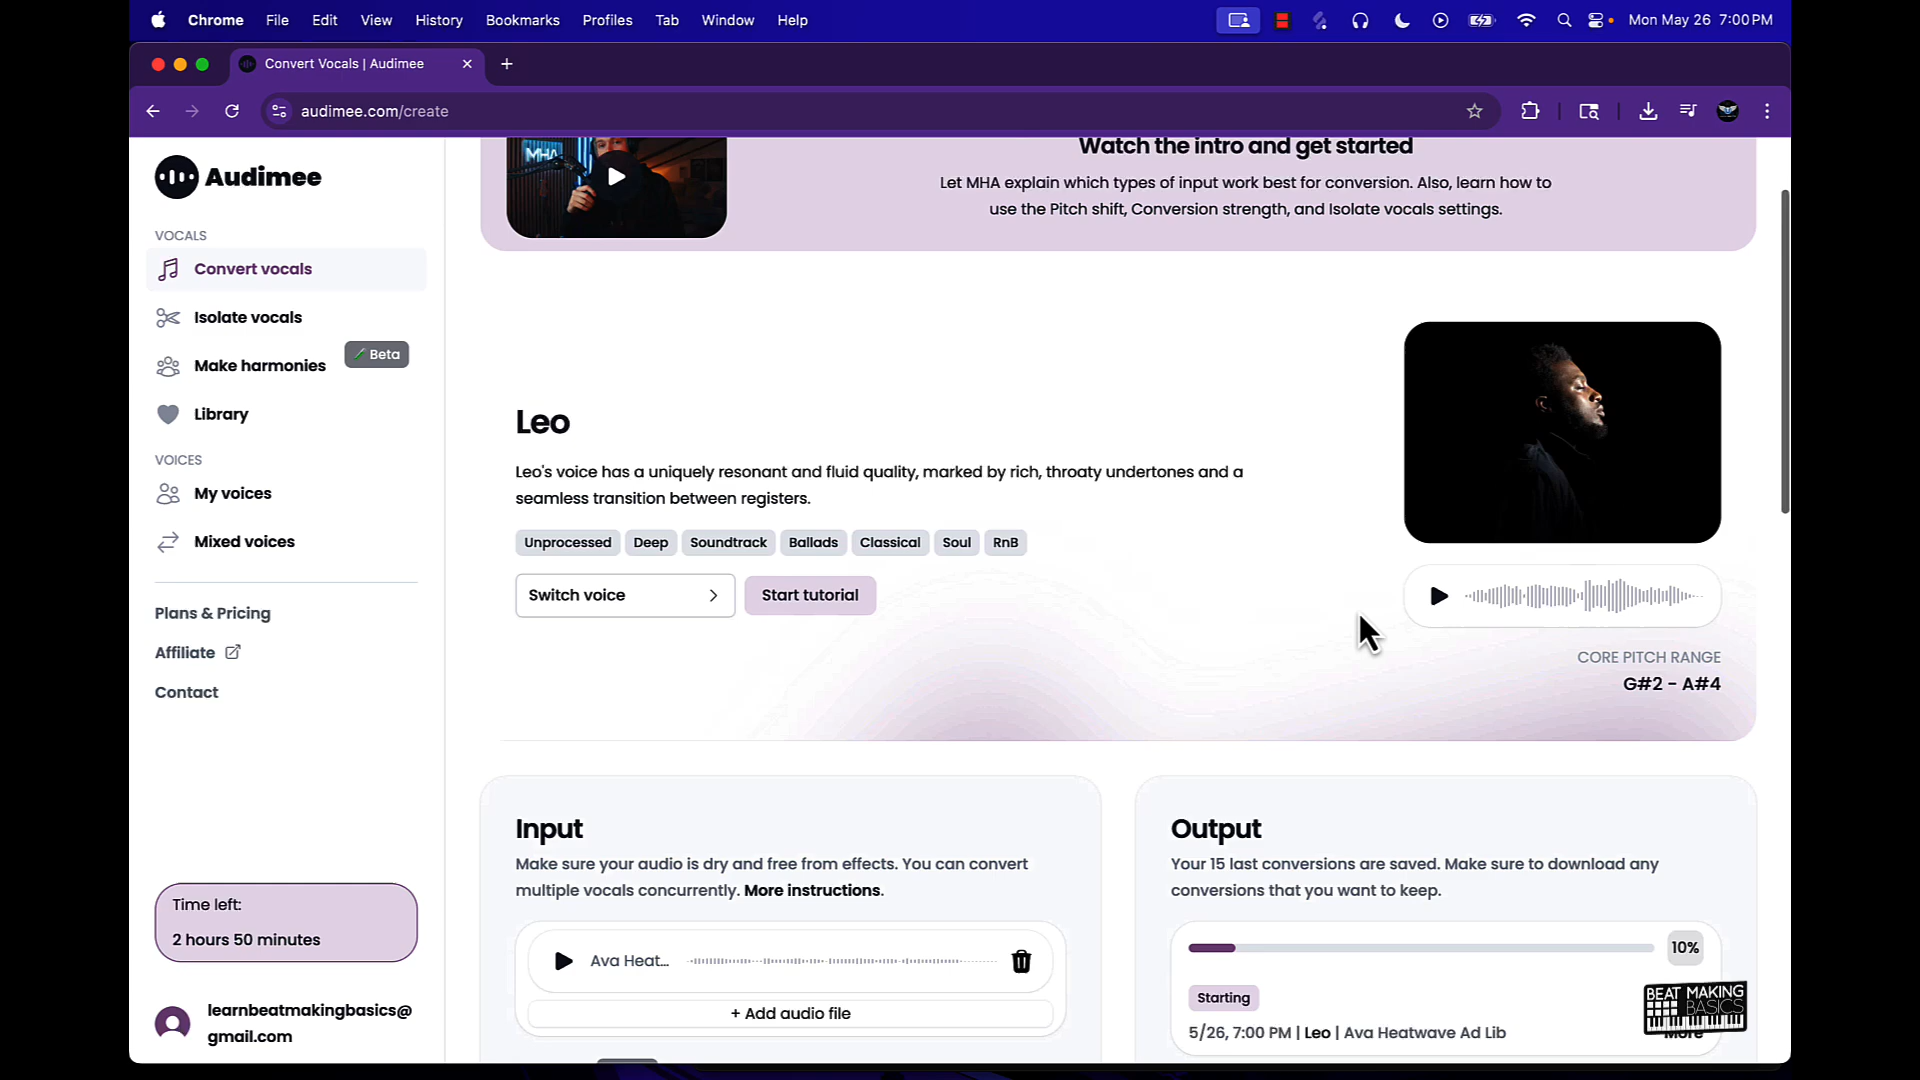 Chrome File Edit View History Bookmarks Profiles Tab Window Help Mon May 26 7:00 PM
Convert Vocals | Audimee
audimee.com/create
Audimee
VOCALS
Convert vocals
Isolate vocals
Beta
Make harmonies
Library
VOICES
My voices
Mixed voices
Plans & Pricing
Affiliate
Contact
Time left:
2 hours 50 minutes
learnbeatmakingbasics@
gmail.com
MHA
Watch the intro and get started
Let MHA explain which types of input work best for conversion. Also, learn how to
use the Pitch shift, Conversion strength, and Isolate vocals settings.
Leo
Leo's voice has a uniquely resonant and fluid quality, marked by rich, throaty undertones and a
seamless transition between registers.
Unprocessed Deep Soundtrack Ballads Classical Soul RnB
Switch voice Start tutorial
CORE PITCH RANGE
G#2 - A#4
Input
Make sure your audio is dry and free from effects. You can convert
multiple vocals concurrently. More instructions.
Ava Heat...
+ Add audio file
Output
Your 15 last conversions are saved. Make sure to download any
conversions that you want to keep.
10%
Starting
5/26, 7:00 PM | Leo | Ava Heatwave Ad Lib
More
BEAT MAKING
BASICS